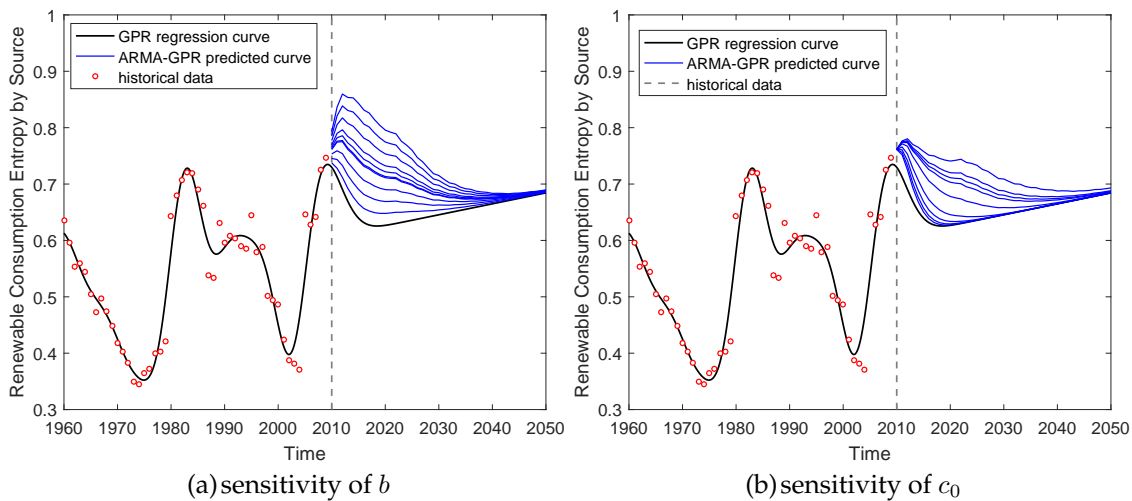 Renewable Consumption Entropy by Source
1
0.9
0.8
0.7
0.6
0.5
0.4
0.3
GPR regression curve
ARMA-GPR predicted curve
historical data
1960 1970 1980 1990 2000 2010 2020 2030 2040 2050
Time
(a) sensitivity of b
Renewable Consumption Entropy by Source
1
0.9
0.8
0.7
0.6
0.5
0.4
0.3
GPR regression curve
ARMA-GPR predicted curve
historical data
1960 1970 1980 1990 2000 2010 2020 2030 2040 2050
Time
(b) sensitivity of c₀